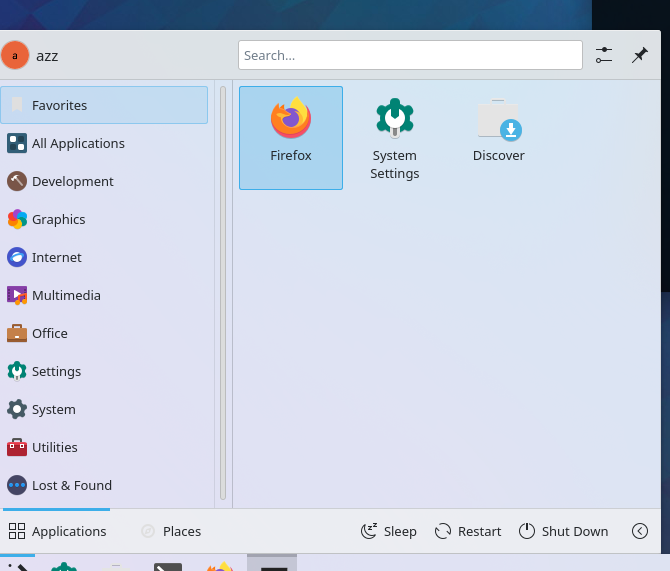 a azz Search...
Favorites
All Applications
Development
Graphics
Internet
Multimedia
Office
Settings
System
Utilities
Lost & Found
Firefox
System
Settings
Discover
Applications Places Sleep Restart Shut Down